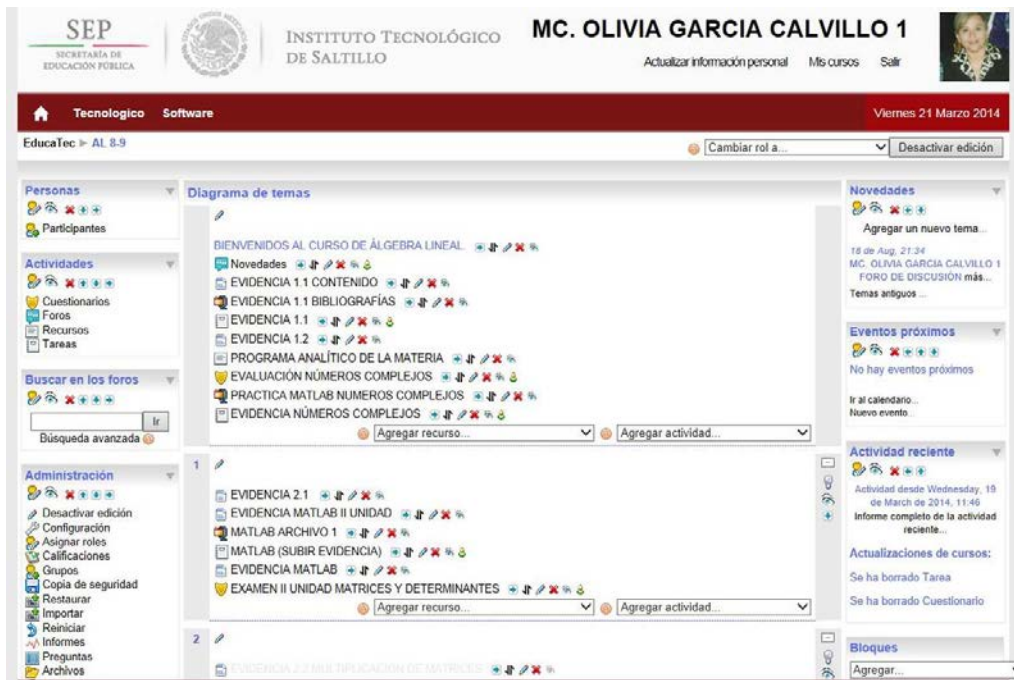 SEP
SECRETARÍA DE
EDUCACIÓN PÚBLICA
INSTITUTO TECNOLÓGICO
DE SALTILLO
MC. OLIVIA GARCIA CALVILLO 1
Actualizar información personal Mis cursos Salir
Tecnologico Software
Viernes 21 Marzo 2014
EducaTec ► AL 8-9
Cambiar rol a...
Desactivar edición
Personas
Participantes
Actividades
Cuestionarios
Foros
Recursos
Tareas
Buscar en los foros
Ir
Búsqueda avanzada
Administración
Desactivar edición
Configuración
Asignar roles
Calificaciones
Grupos
Copia de seguridad
Restaurar
Importar
Reiniciar
Informes
Preguntas
Archivos
Diagrama de temas
BIENVENIDOS AL CURSO DE ÀLGEBRA LINEAL
Novedades
EVIDENCIA 1.1 CONTENIDO
EVIDENCIA 1.1 BIBLIOGRAFÍAS
EVIDENCIA 1.1
EVIDENCIA 1.2
PROGRAMA ANALÍTICO DE LA MATERIA
EVALUACIÓN NÚMEROS COMPLEJOS
PRACTICA MATLAB NUMEROS COMPLEJOS
EVIDENCIA NÚMEROS COMPLEJOS
Agregar recurso... Agregar actividad...
1
EVIDENCIA 2.1
EVIDENCIA MATLAB II UNIDAD
MATLAB ARCHIVO 1
MATLAB (SUBIR EVIDENCIA)
EVIDENCIA MATLAB
EXAMEN II UNIDAD MATRICES Y DETERMINANTES
Agregar recurso... Agregar actividad...
2
EVIDENCIA 2.2 MULTIPLICACIÓN DE MATRICES
Novedades
Agregar un nuevo tema...
18 de Aug, 21:34
MC. OLIVIA GARCIA CALVILLO 1
FORO DE DISCUSIÓN más...
Temas antiguos ...
Eventos próximos
No hay eventos próximos
Ir al calendario...
Nuevo evento...
Actividad reciente
Actividad desde Wednesday, 19
de March de 2014, 11:46
Informe completo de la actividad
reciente...
Actualizaciones de cursos:
Se ha borrado Tarea
Se ha borrado Cuestionario
Bloques
Agregar...